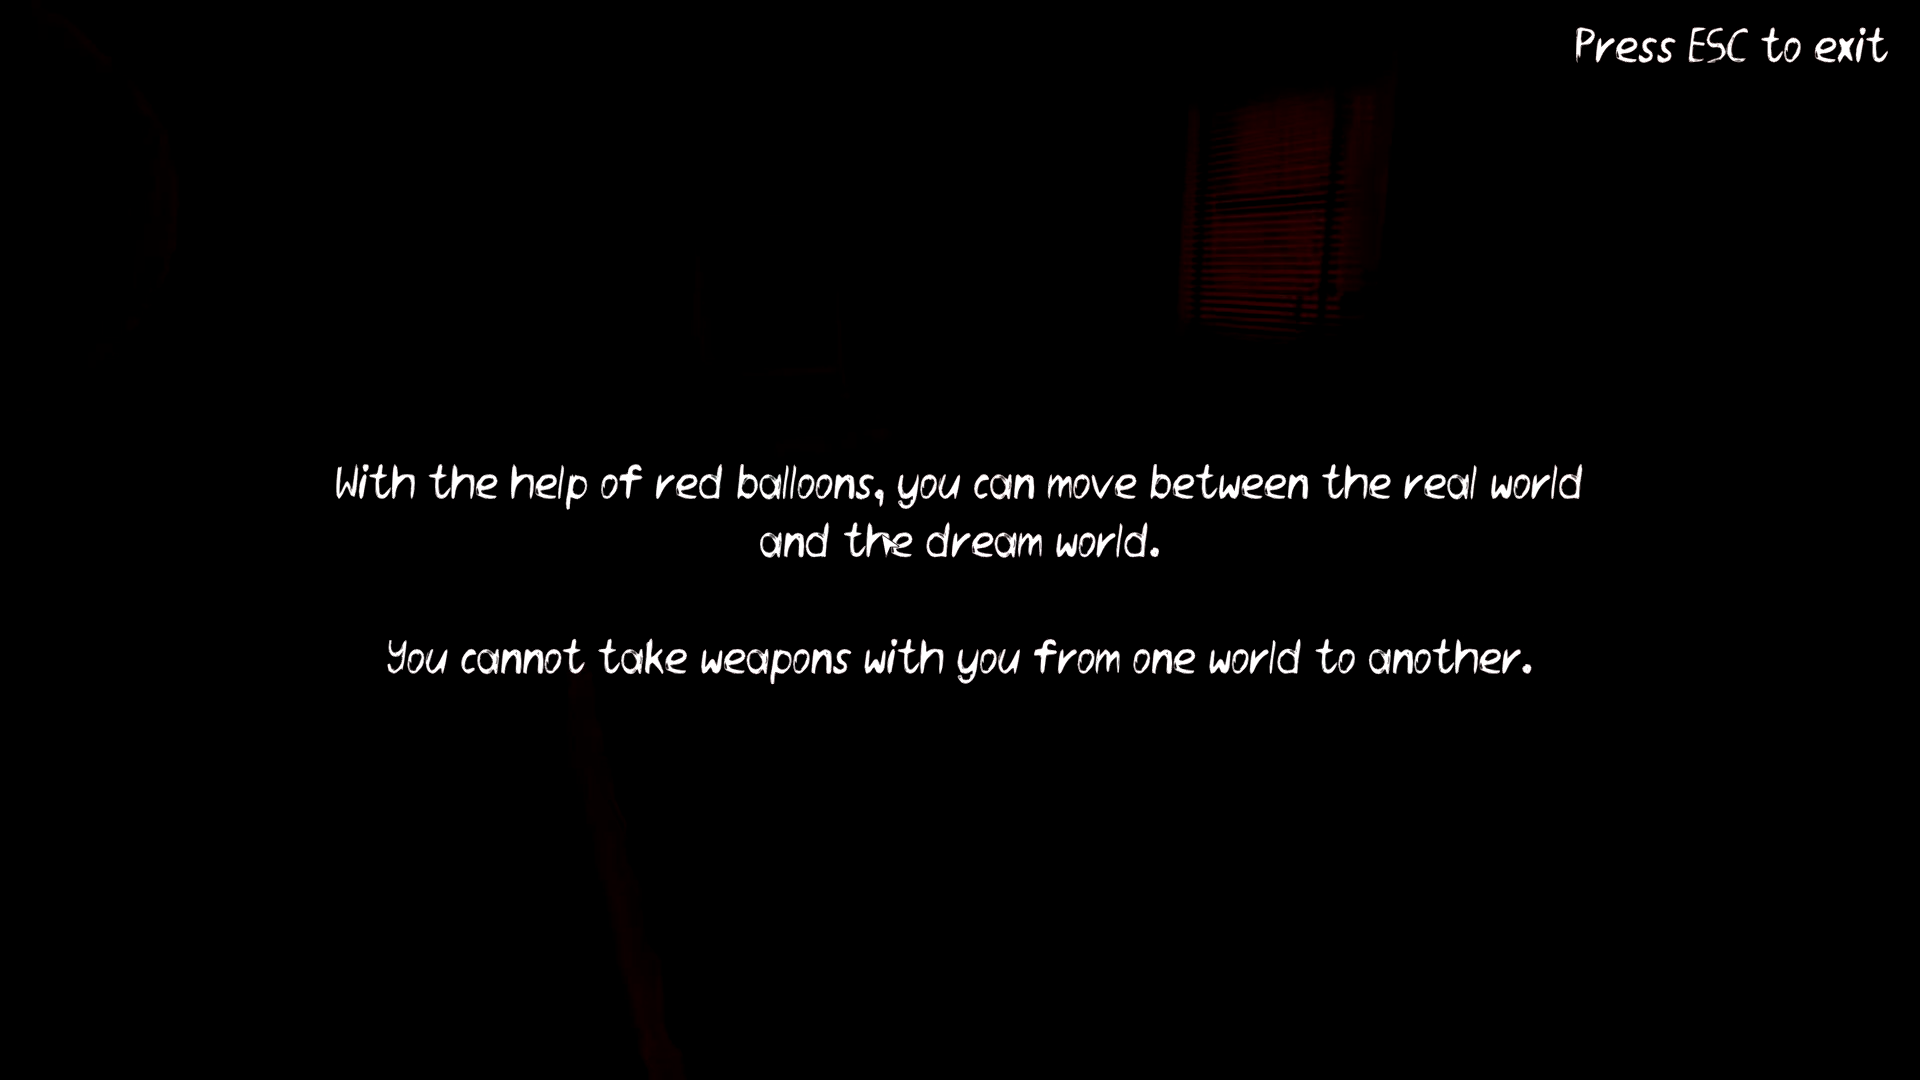 Press ESC to exit
With the help of red balloons, you can move between the real world
and the dream world.
You cannot take weapons with you from one world to another.